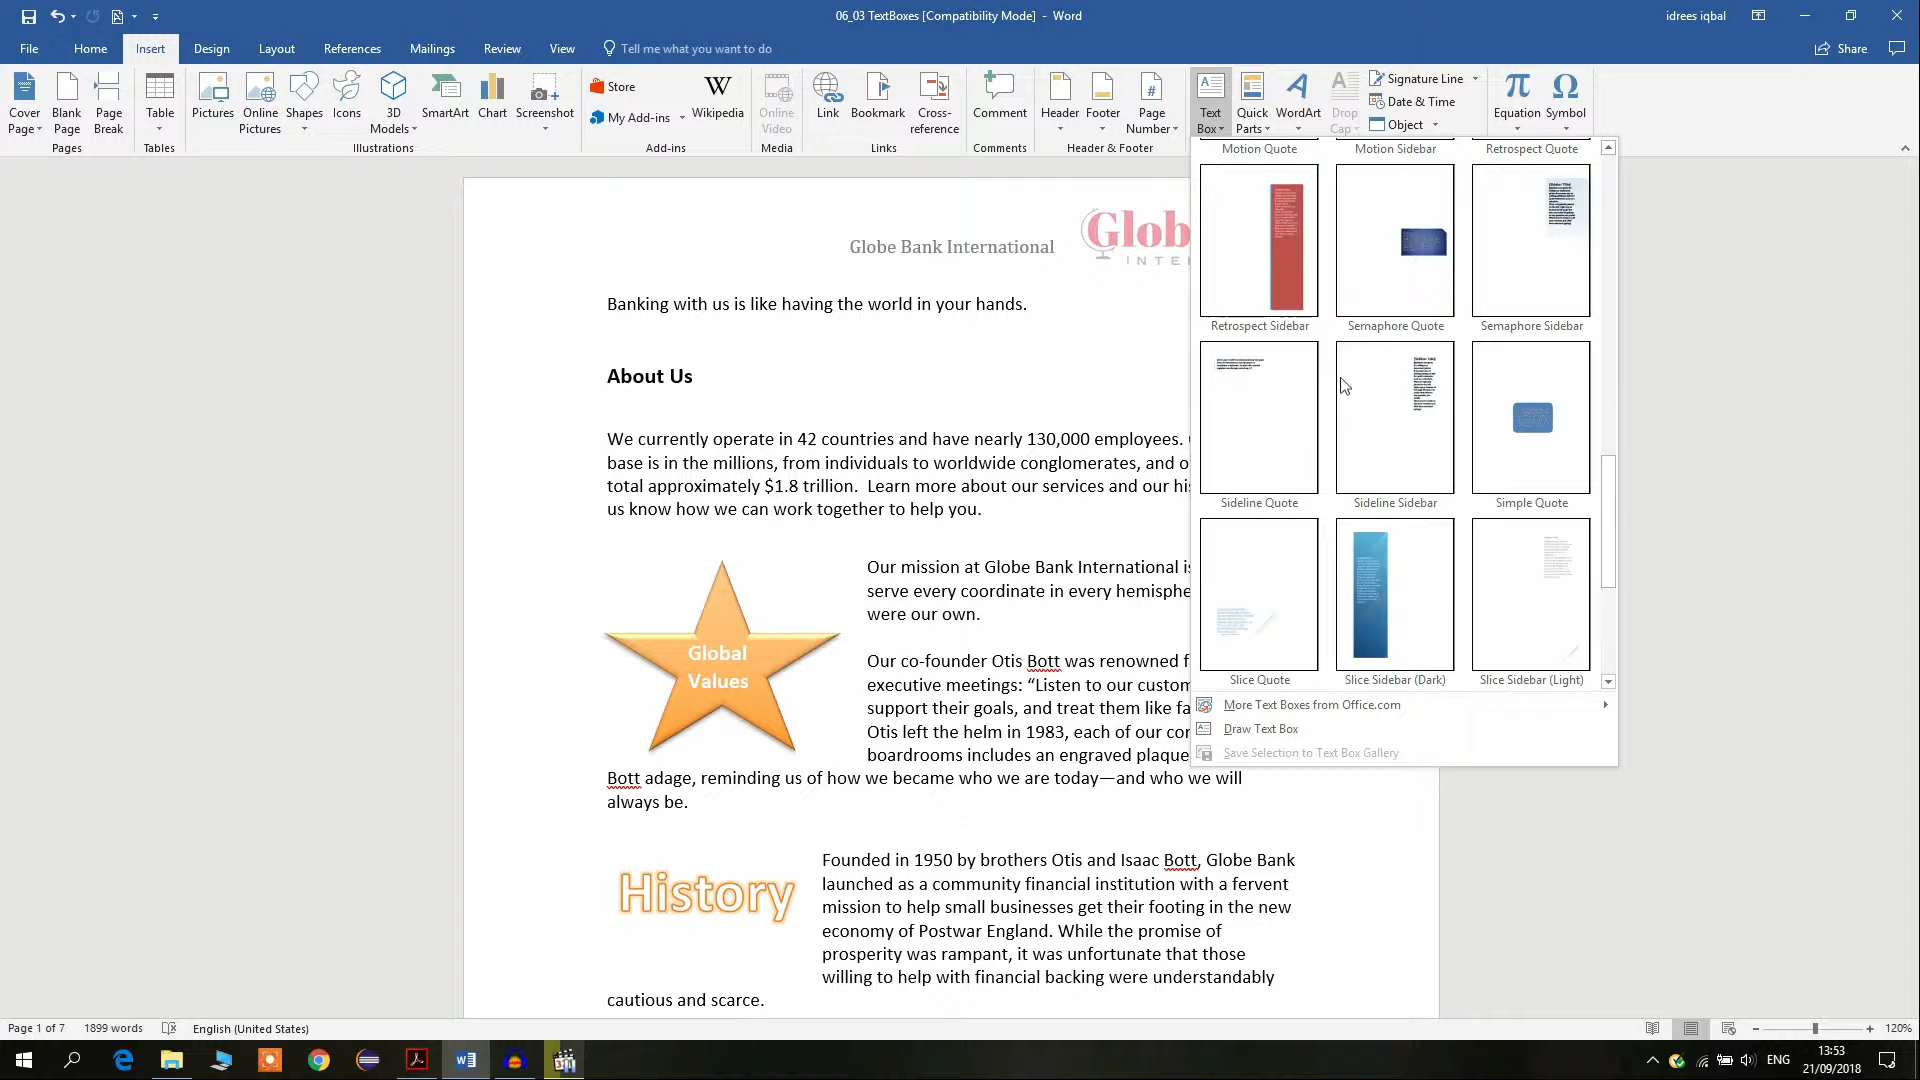 06_03 TextBoxes [Compatibility Mode] - Word
idrees iqbal
File
Home
Insert
Design
Layout
References
Mailings
Review
View
Tell me what you want to do
Share
Cover Page
Blank Page
Page Break
Table
Pictures
Online Pictures
Shapes
Icons
3D Models
SmartArt
Chart
Screenshot
Store
My Add-ins
Wikipedia
Online Video
Link
Bookmark
Cross-reference
Comment
Header
Footer
Page Number
Text Box
Quick Parts
WordArt
Drop Cap
Signature Line
Date & Time
Object
Equation
Symbol
Pages
Tables
Illustrations
Add-ins
Media
Links
Comments
Header & Footer
Motion Quote
Motion Sidebar
Retrospect Quote
Retrospect Sidebar
Semaphore Quote
Semaphore Sidebar
Sideline Quote
Sideline Sidebar
Simple Quote
Slice Quote
Slice Sidebar (Dark)
Slice Sidebar (Light)
More Text Boxes from Office.com
Draw Text Box
Save Selection to Text Box Gallery
Globe Bank International
Glob
INTE
Banking with us is like having the world in your hands.
About Us
We currently operate in 42 countries and have nearly 130,000 employees.
base is in the millions, from individuals to worldwide conglomerates, and o
total approximately $1.8 trillion. Learn more about our services and our hi
us know how we can work together to help you.
Global
Values
Our mission at Globe Bank International is
serve every coordinate in every hemisphe
were our own.
Our co-founder Otis Bott was renowned f
executive meetings: “Listen to our custom
support their goals, and treat them like fa
Otis left the helm in 1983, each of our cor
boardrooms includes an engraved plaque
Bott adage, reminding us of how we became who we are today—and who we will
always be.
History
Founded in 1950 by brothers Otis and Isaac Bott, Globe Bank
launched as a community financial institution with a fervent
mission to help small businesses get their footing in the new
economy of Postwar England. While the promise of
prosperity was rampant, it was unfortunate that those
willing to help with financial backing were understandably
cautious and scarce.
Page 1 of 7
1899 words
English (United States)
120%
ENG
13:53
21/09/2018